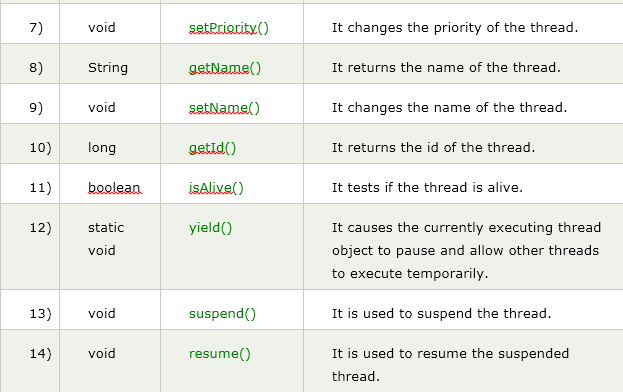 7) void setPriority() It changes the priority of the thread.
8) String getName() It returns the name of the thread.
9) void setName() It changes the name of the thread.
10) long getId() It returns the id of the thread.
11) boolean isAlive() It tests if the thread is alive.
12) static yield() It causes the currently executing thread
void object to pause and allow other threads
to execute temporarily.
13) void suspend() It is used to suspend the thread.
14) void resume() It is used to resume the suspended
thread.